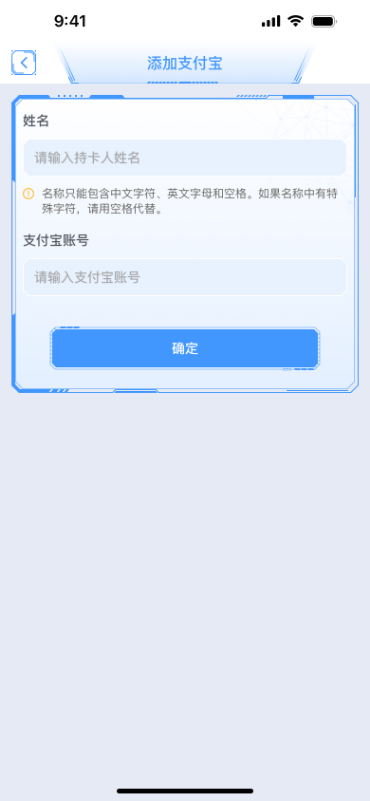 9:41
添加支付宝
姓名
请输入持卡人姓名
名称只能包含中文字符、英文字母和空格。如果名称中有特
殊字符，请用空格代替。
支付宝账号
请输入支付宝账号
确定